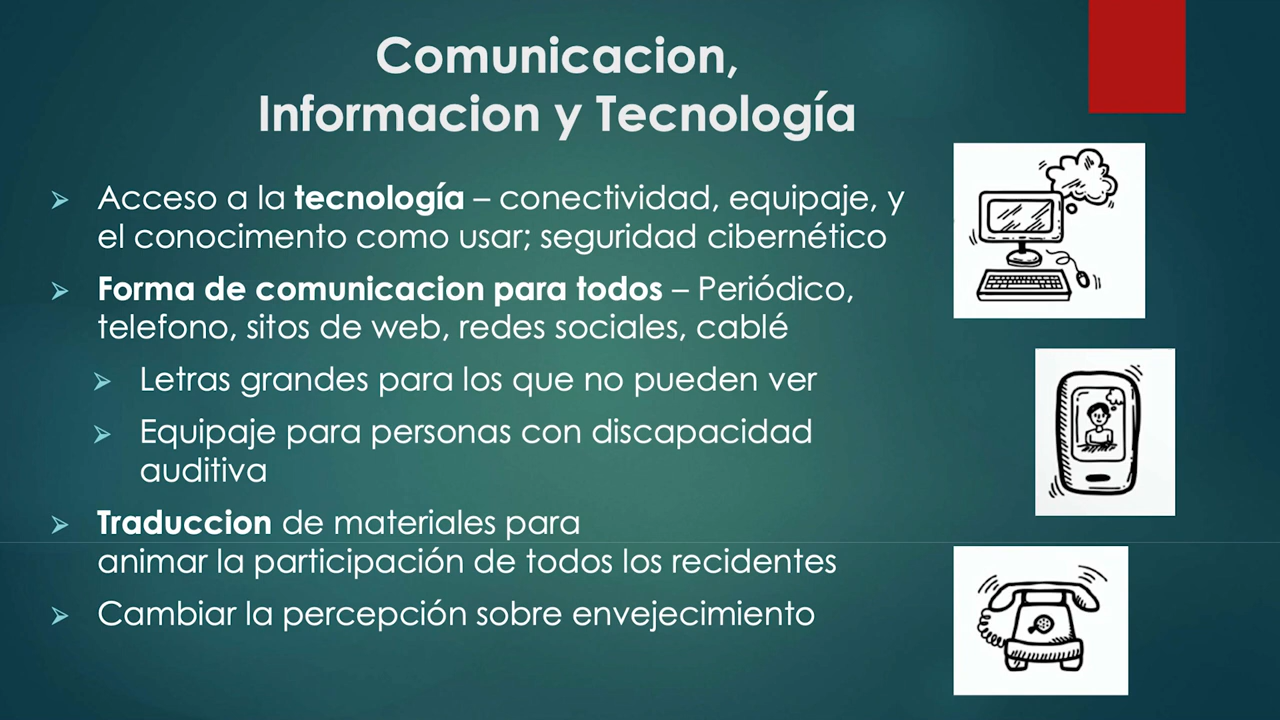 Comunicacion,
Informacion y Tecnología
Acceso a la tecnología – conectividad, equipaje, y
el conocimento como usar; seguridad cibernético
Forma de comunicacion para todos – Periódico,
telefono, sitos de web, redes sociales, cablé
Letras grandes para los que no pueden ver
Equipaje para personas con discapacidad
auditiva
Traduccion de materiales para
animar la participación de todos los recidentes
Cambiar la percepción sobre envejecimiento